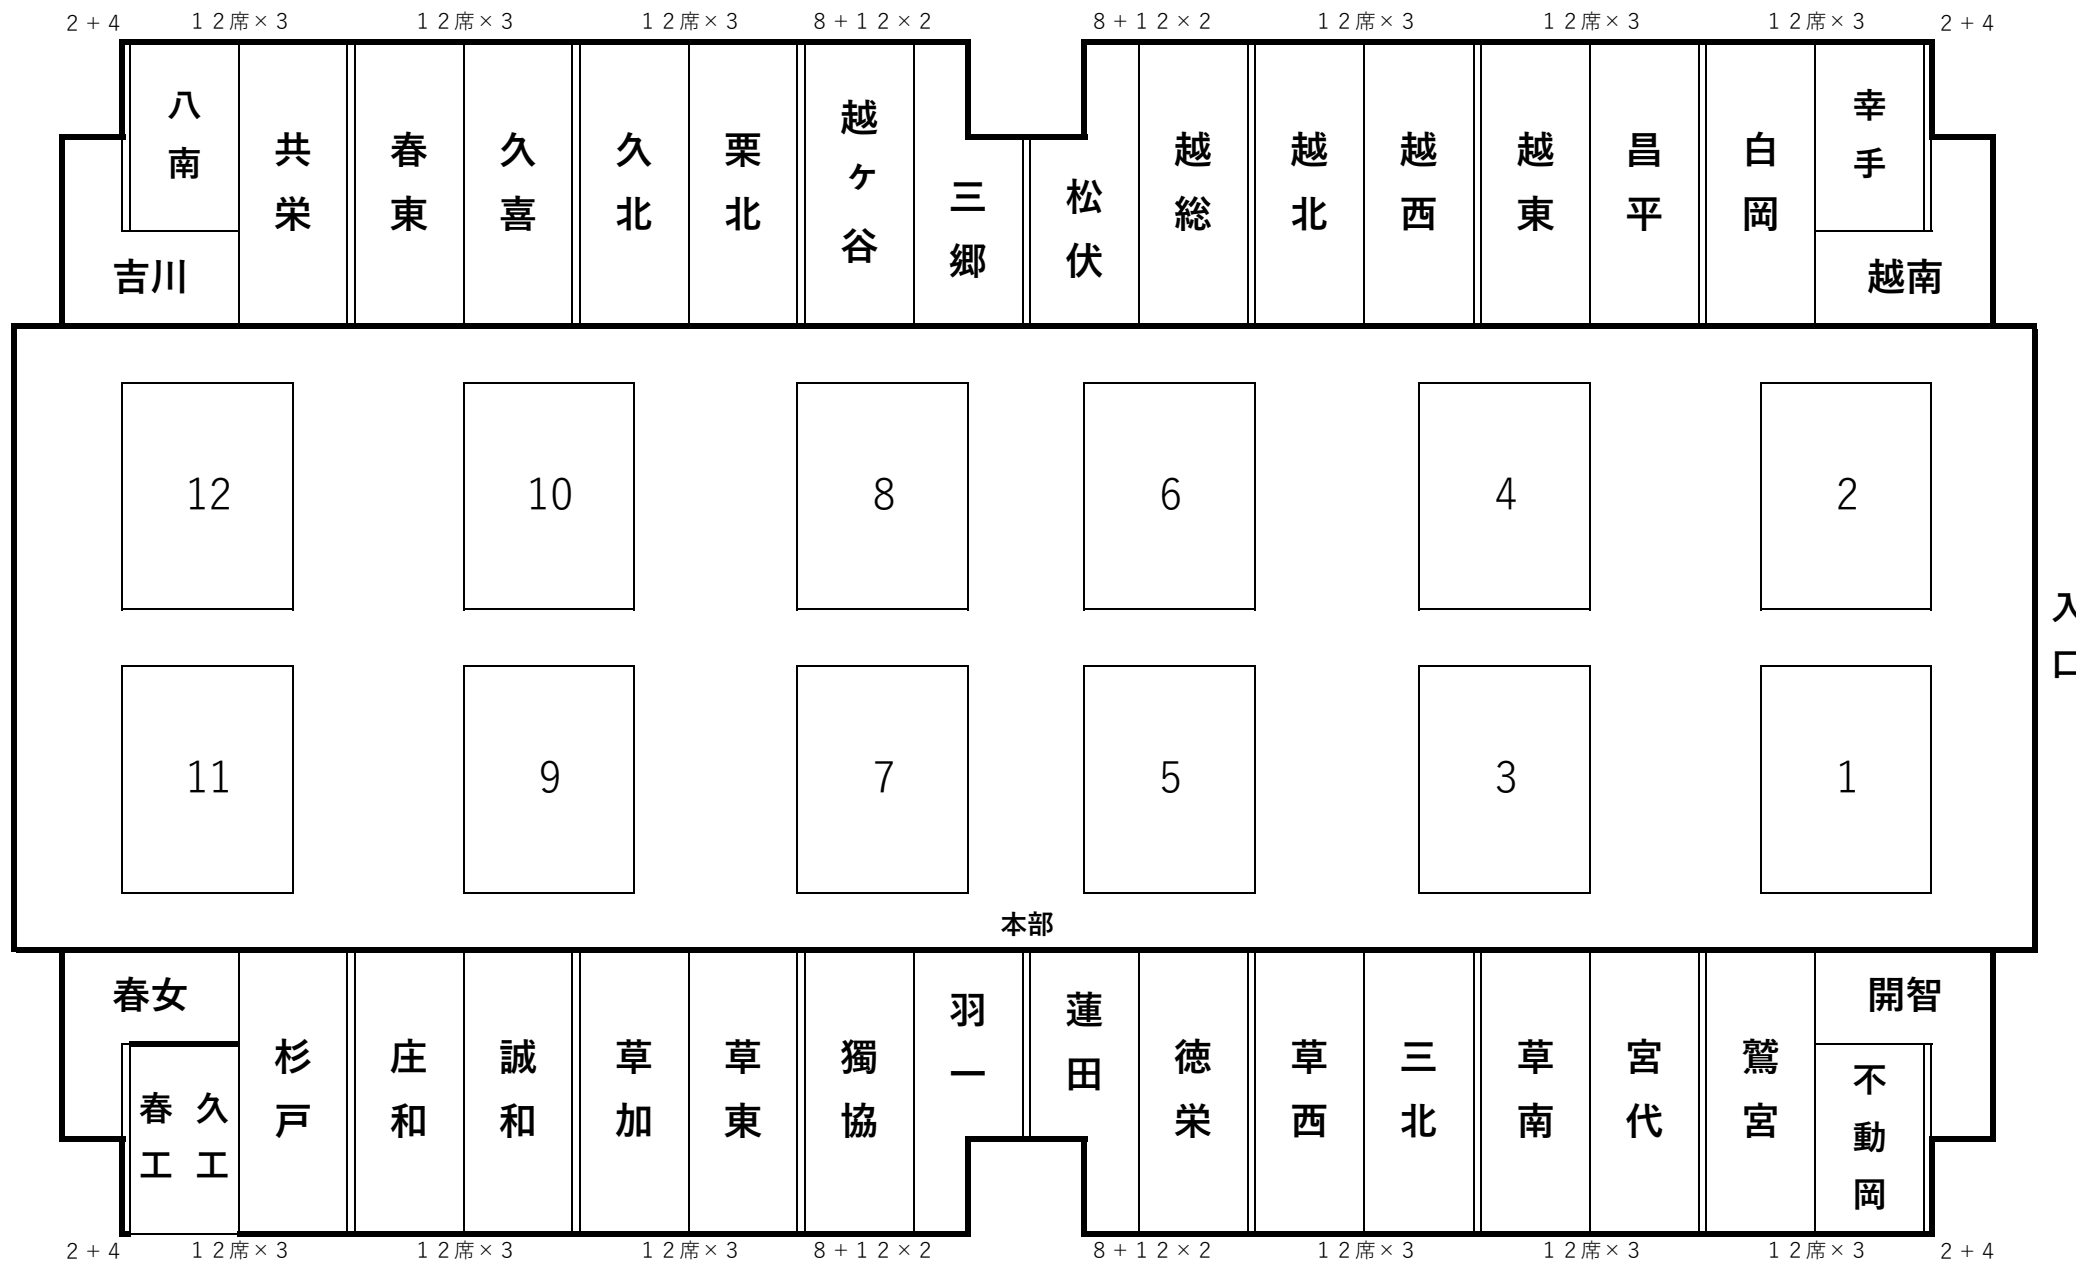 ２＋４ １２席×３ １２席×３ １２席×３ ８＋１２×２ ８＋１２×２ １２席×３ １２席×３ １２席×３ ２＋４
八南 共栄 春東 久喜 久北 栗北 越ヶ谷 三郷 松伏 越総 越北 越西 越東 昌平 白岡 幸手
吉川 越南
12 10 8 6 4 2
入口
11 9 7 5 3 1
本部
春女 開智
春工 久工 杉戸 庄和 誠和 草加 草東 獨協 羽一 蓮田 徳栄 草西 三北 草南 宮代 鷲宮 不動岡
２＋４ １２席×３ １２席×３ １２席×３ ８＋１２×２ ８＋１２×２ １２席×３ １２席×３ １２席×３ ２＋４